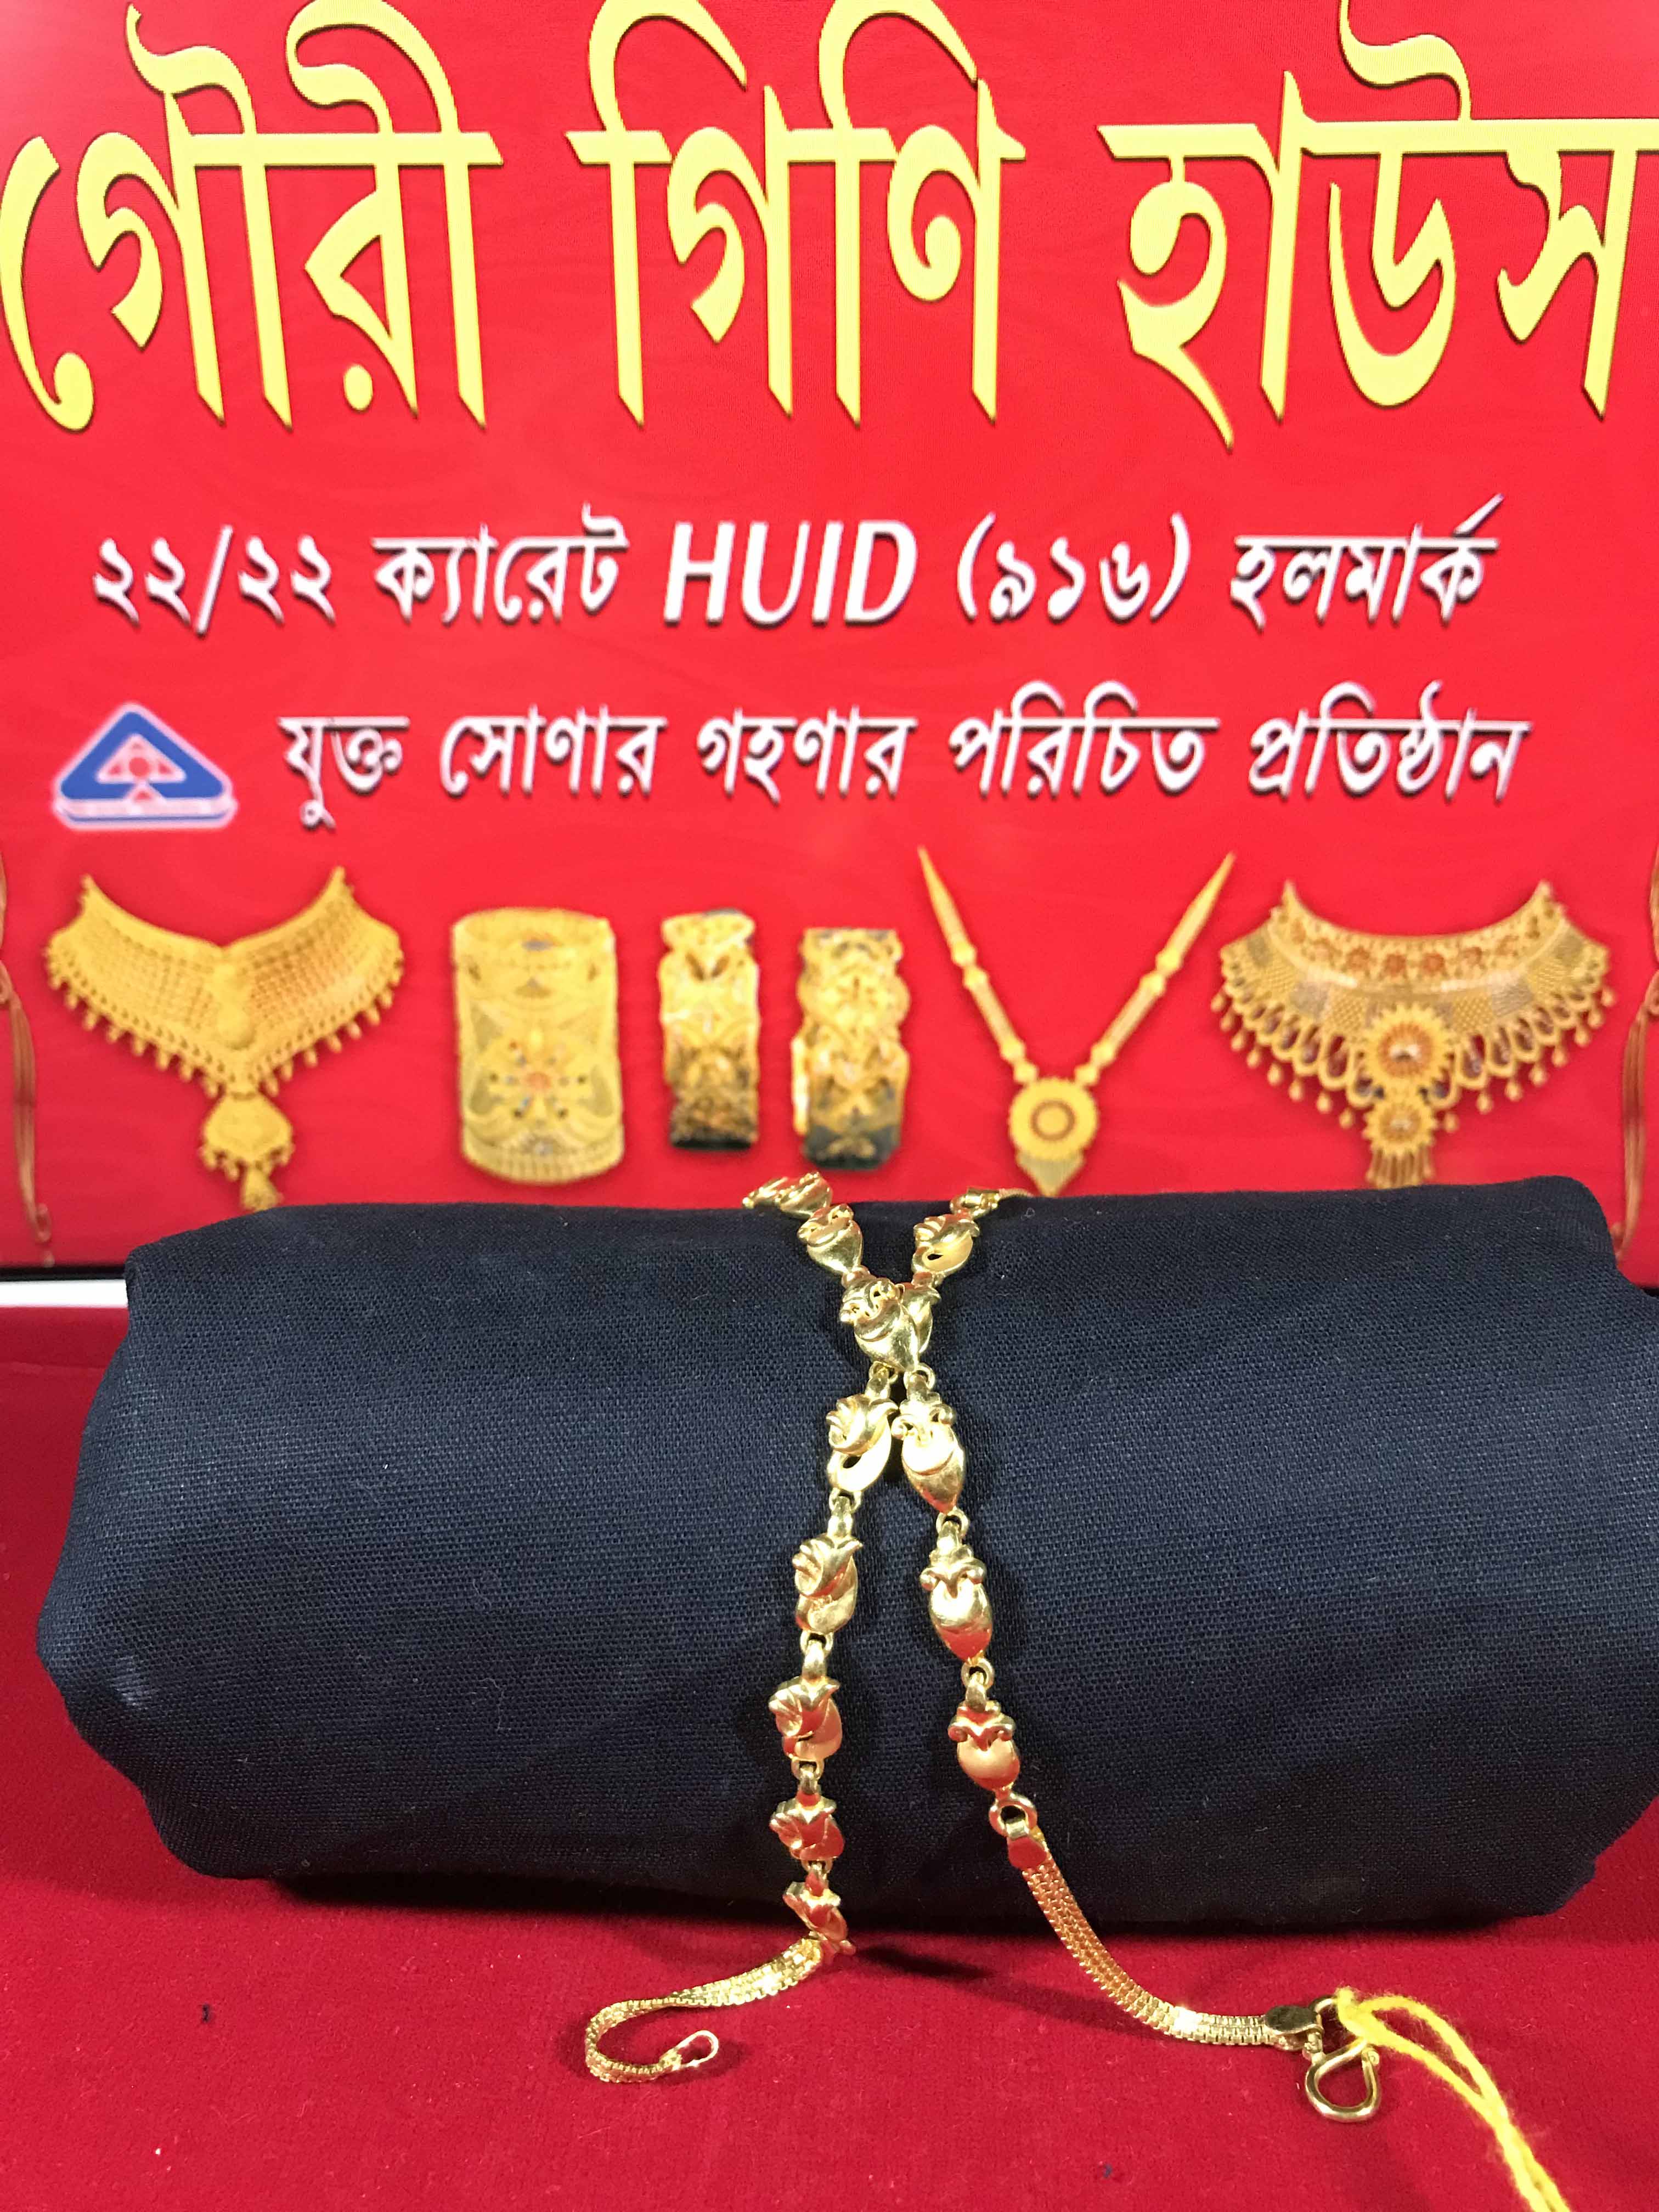 গৌরী গিণি হাউস
২২/২২ ক্যারেট HUID (৯১৬) হলমার্ক
যুক্ত সোণার গহণার পরিচিত প্রতিষ্ঠান